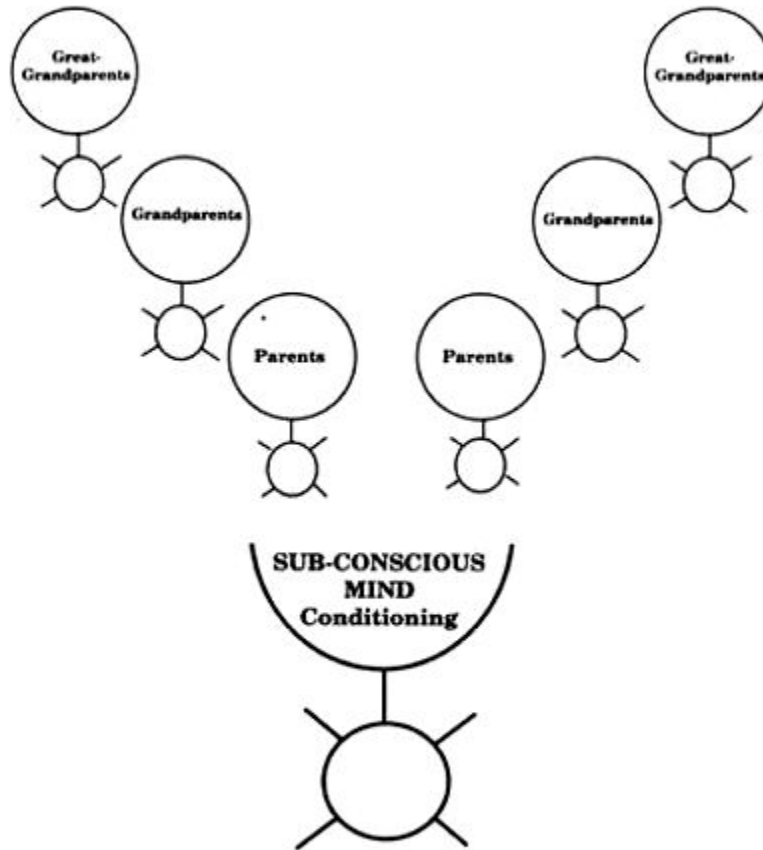 Great-
Grandparents
Great-
Grandparents
Grandparents
Grandparents
Parents
Parents
SUB-CONSCIOUS
MIND
Conditioning